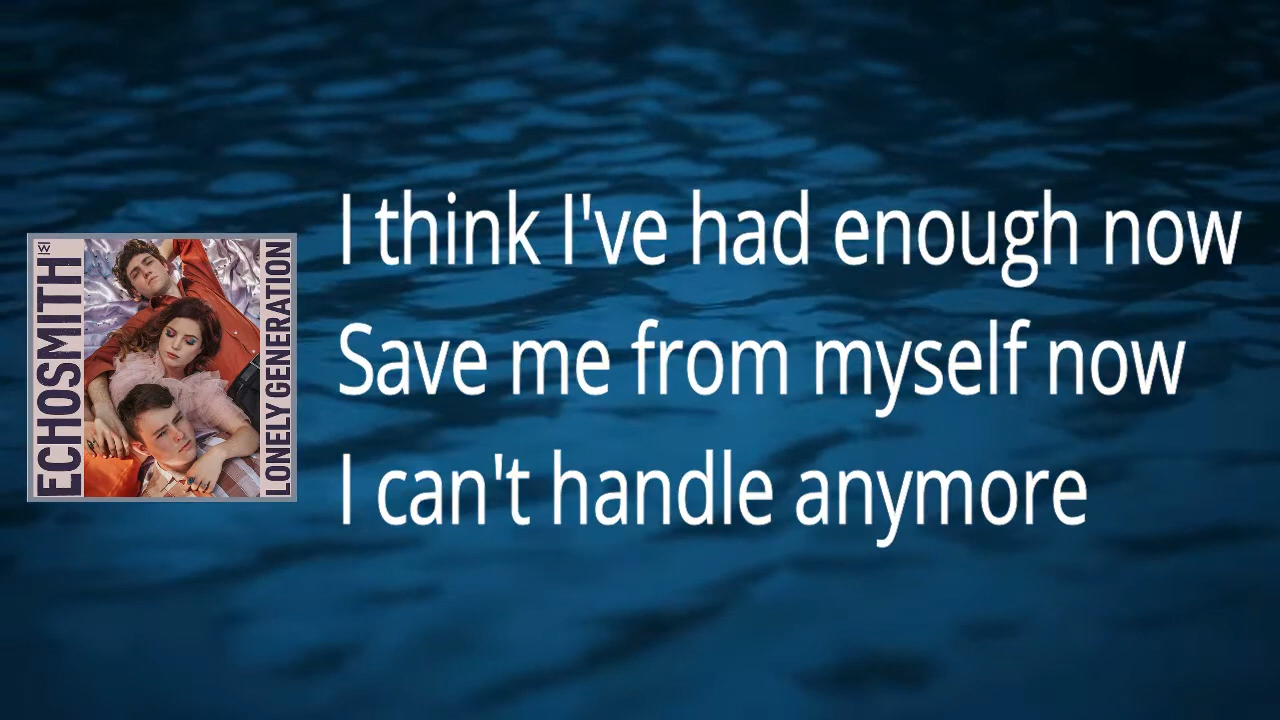 ECHOSMITH
LONELY GENERATION
I think I've had enough now
Save me from myself now
I can't handle anymore